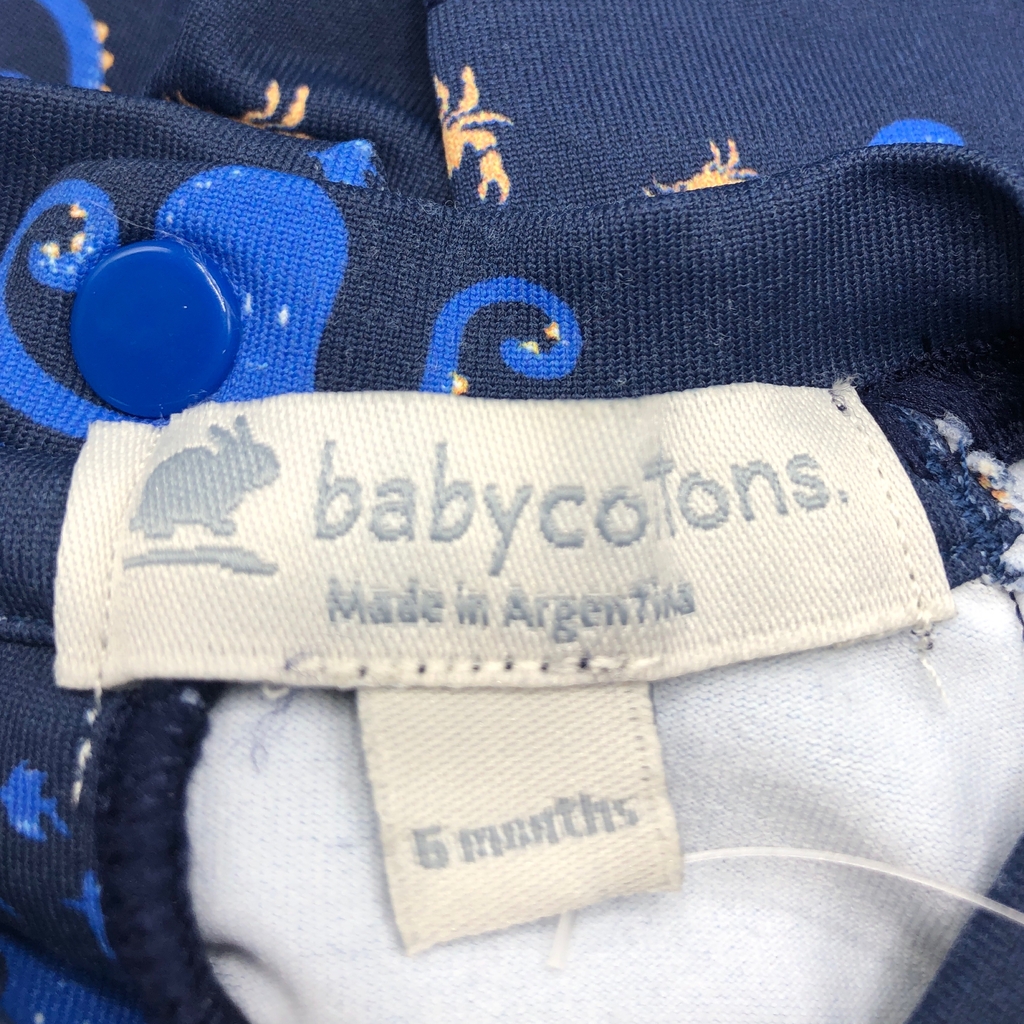 babycottons.
Made in Argentina
6 months